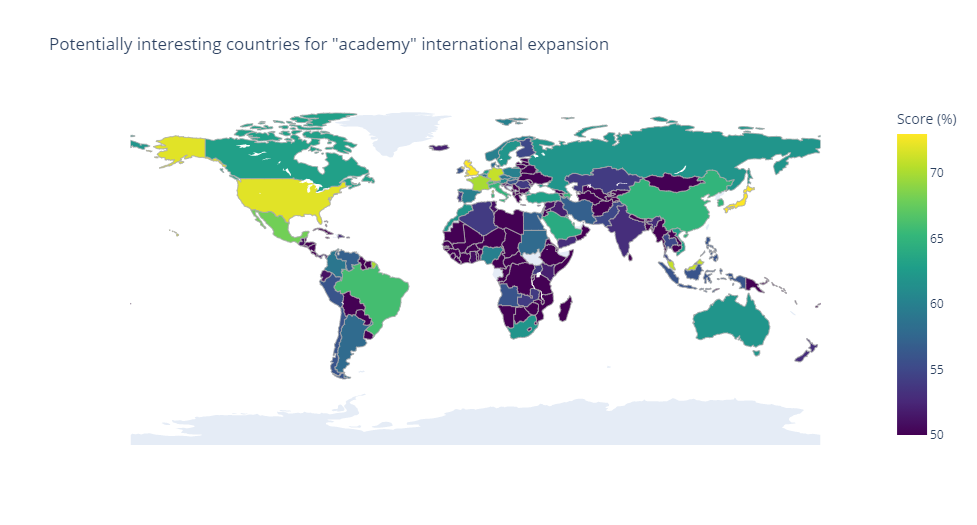 Potentially interesting countries for "academy" international expansion
Score (%)
70
65
60
55
50